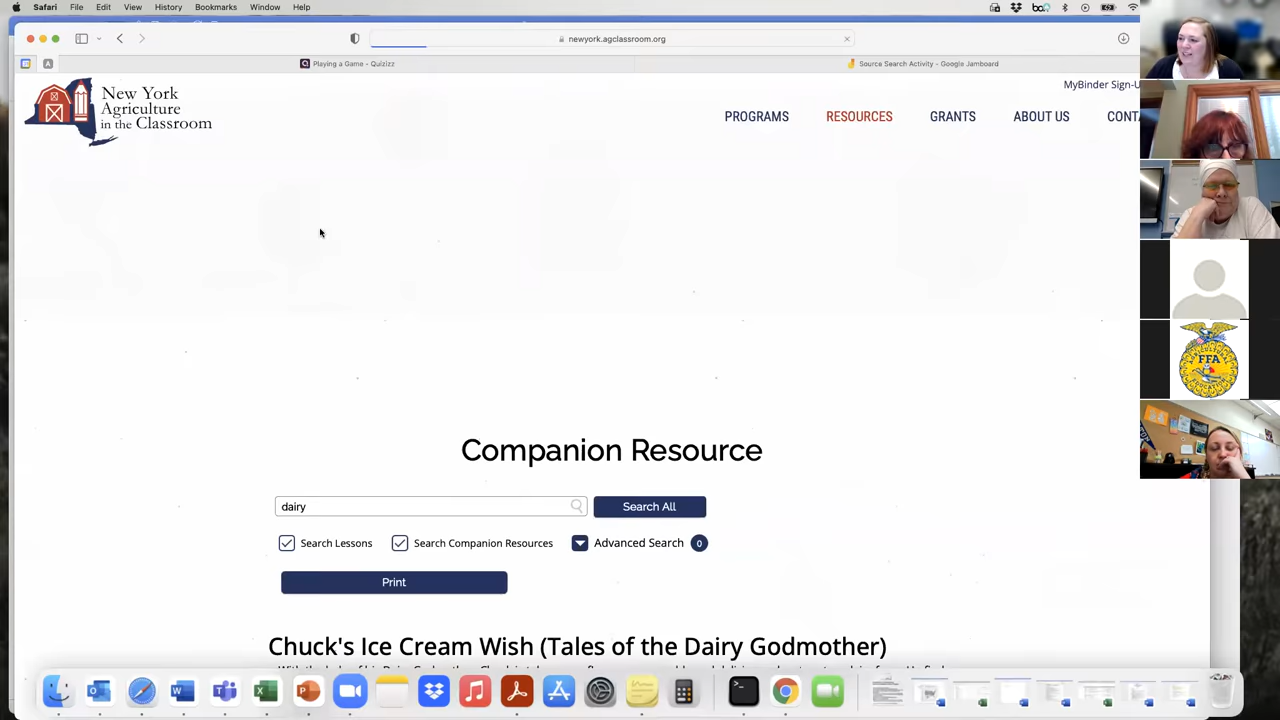 Safari File Edit View History Bookmarks Window Help
newyork.agclassroom.org
Playing a Game - Quizizz
Source Search Activity - Google Jamboard
New York
Agriculture
in the Classroom
MyBinder Sign-U
PROGRAMS RESOURCES GRANTS ABOUT US CONTA
FFA
Companion Resource
dairy Search All
Search Lessons Search Companion Resources Advanced Search 0
Print
Chuck's Ice Cream Wish (Tales of the Dairy Godmother)